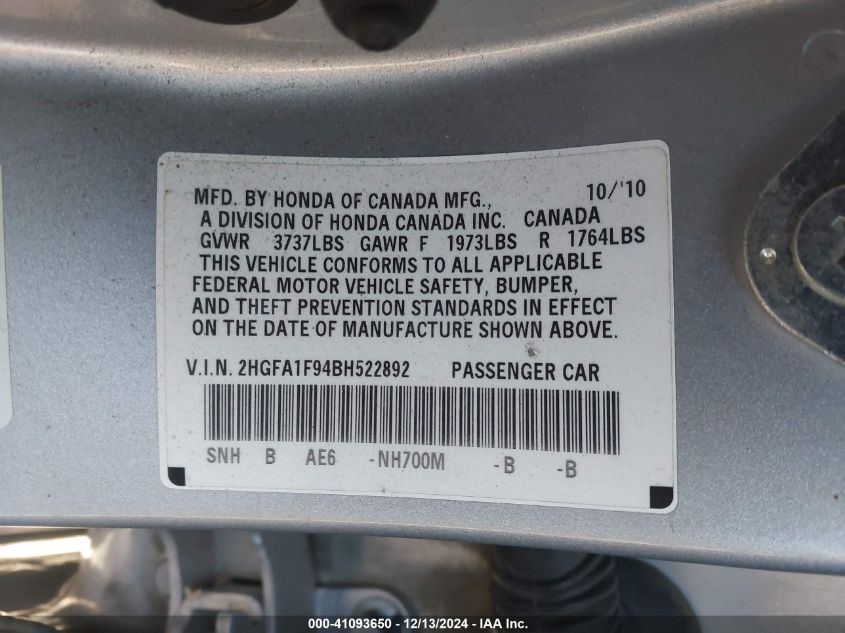 MFD. BY HONDA OF CANADA MFG., 10/'10
A DIVISION OF HONDA CANADA INC. CANADA
GVWR 3737LBS GAWR F 1973LBS R 1764LBS
THIS VEHICLE CONFORMS TO ALL APPLICABLE
FEDERAL MOTOR VEHICLE SAFETY, BUMPER,
AND THEFT PREVENTION STANDARDS IN EFFECT
ON THE DATE OF MANUFACTURE SHOWN ABOVE.
V.I.N. 2HGFA1F94BH522892 PASSENGER CAR
SNH B AE6 -NH700M -B -B
000-41093650 - 12/13/2024 - IAA Inc.